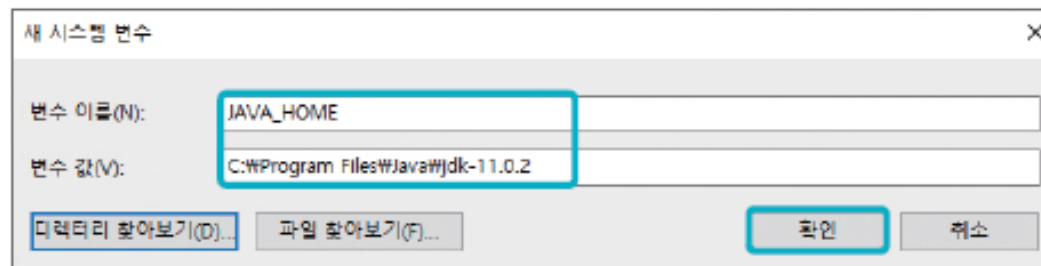 새 시스템 변수
변수 이름(N): JAVA_HOME
변수 값(V): C:₩Program Files₩Java₩jdk-11.0.2
디렉터리 찾아보기(D)... 파일 찾아보기(F)... 확인 취소